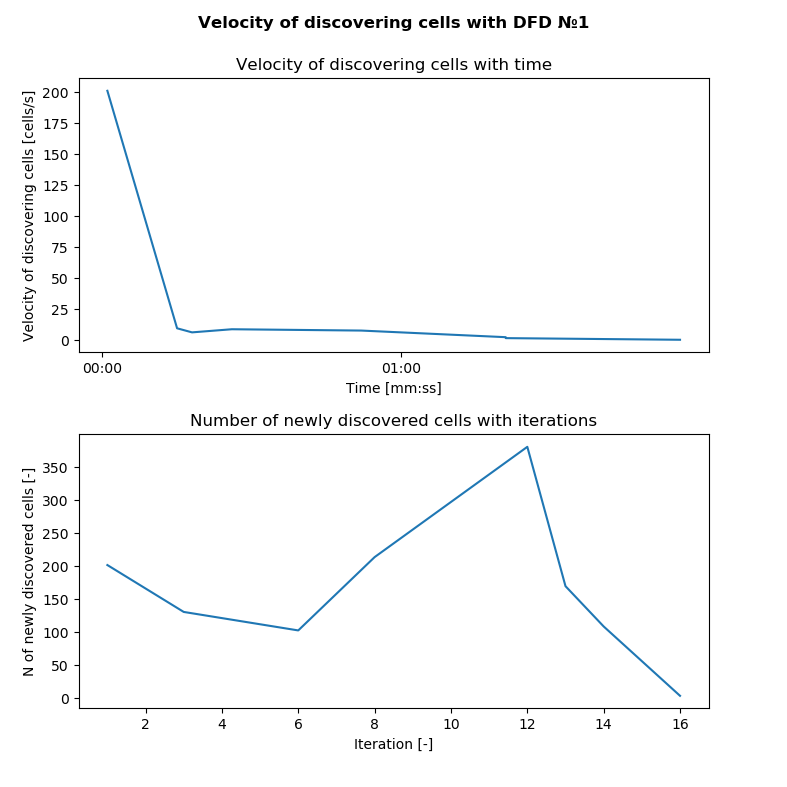 Velocity of discovering cells with DFD №1
Velocity of discovering cells with time
Velocity of discovering cells [cells/s]
200
175
150
125
100
75
50
25
0
00:00 01:00
Time [mm:ss]
Number of newly discovered cells with iterations
N of newly discovered cells [-]
350
300
250
200
150
100
50
0
2 4 6 8 10 12 14 16
Iteration [-]